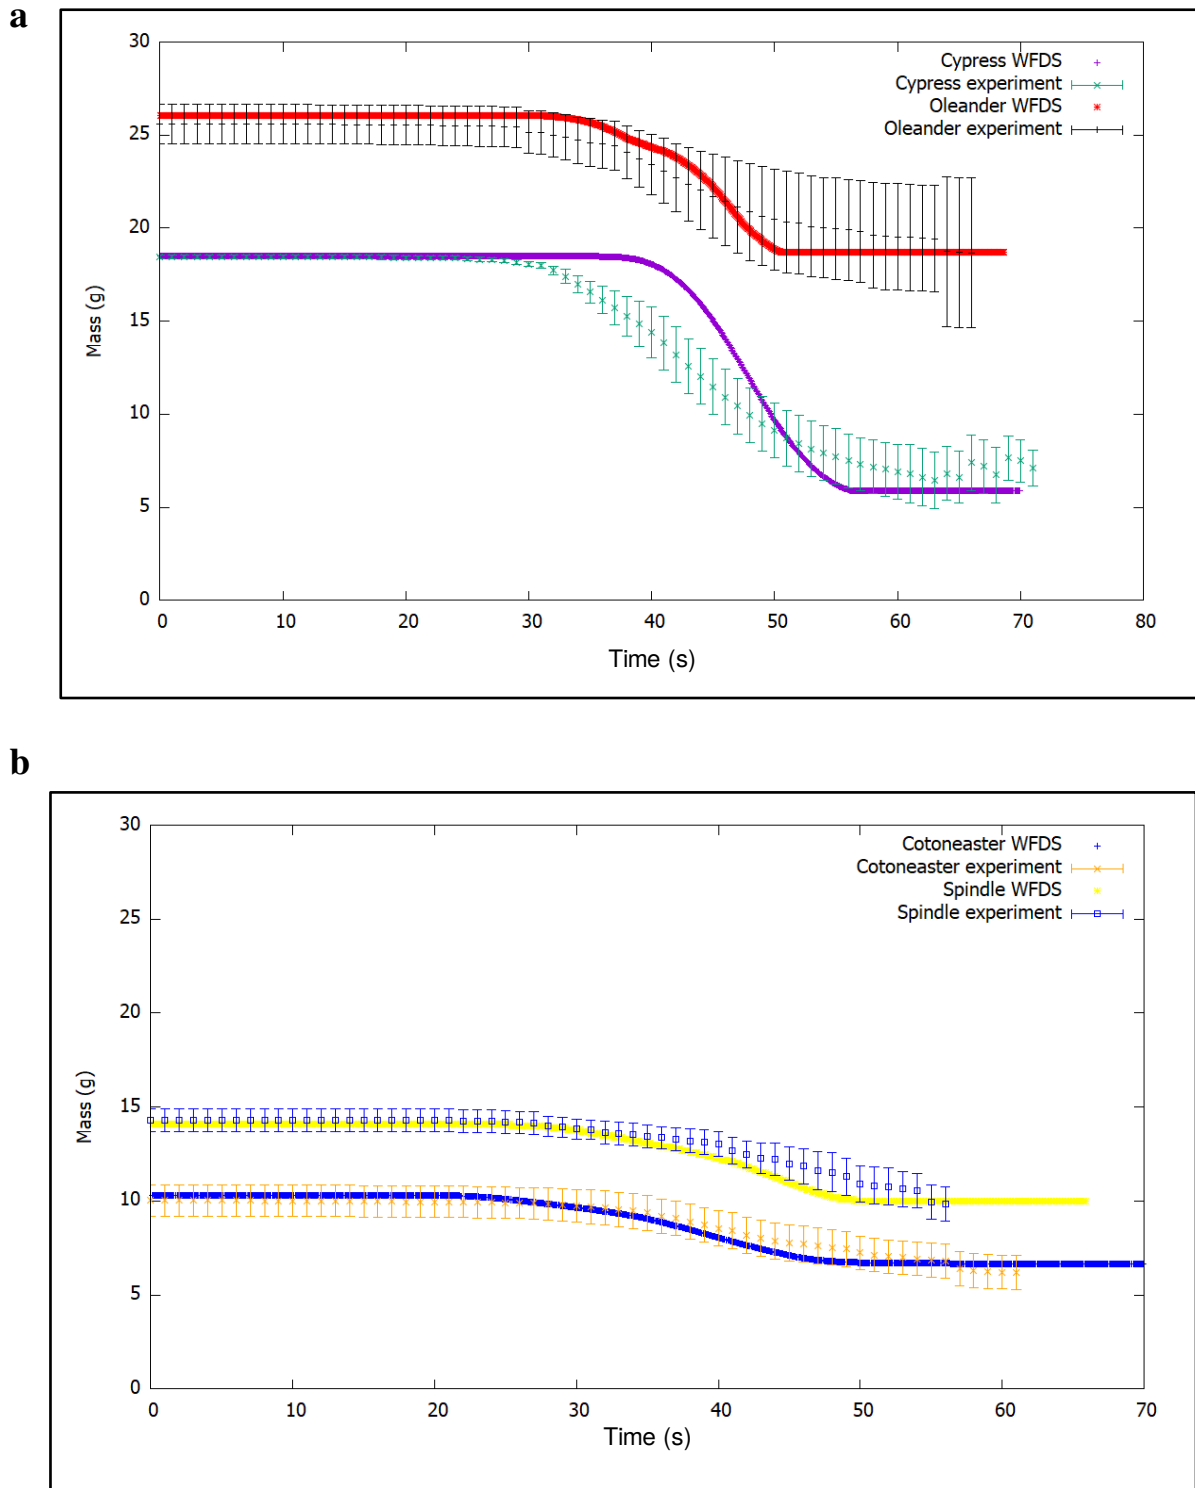 a
30
25
20
15
10
5
0
Mass (g)
Cypress WFDS
Cypress experiment
Oleander WFDS
Oleander experiment
0 10 20 30 40 50 60 70 80
Time (s)
b
30
25
20
15
10
5
0
Mass (g)
Cotoneaster WFDS
Cotoneaster experiment
Spindle WFDS
Spindle experiment
0 10 20 30 40 50 60 70
Time (s)